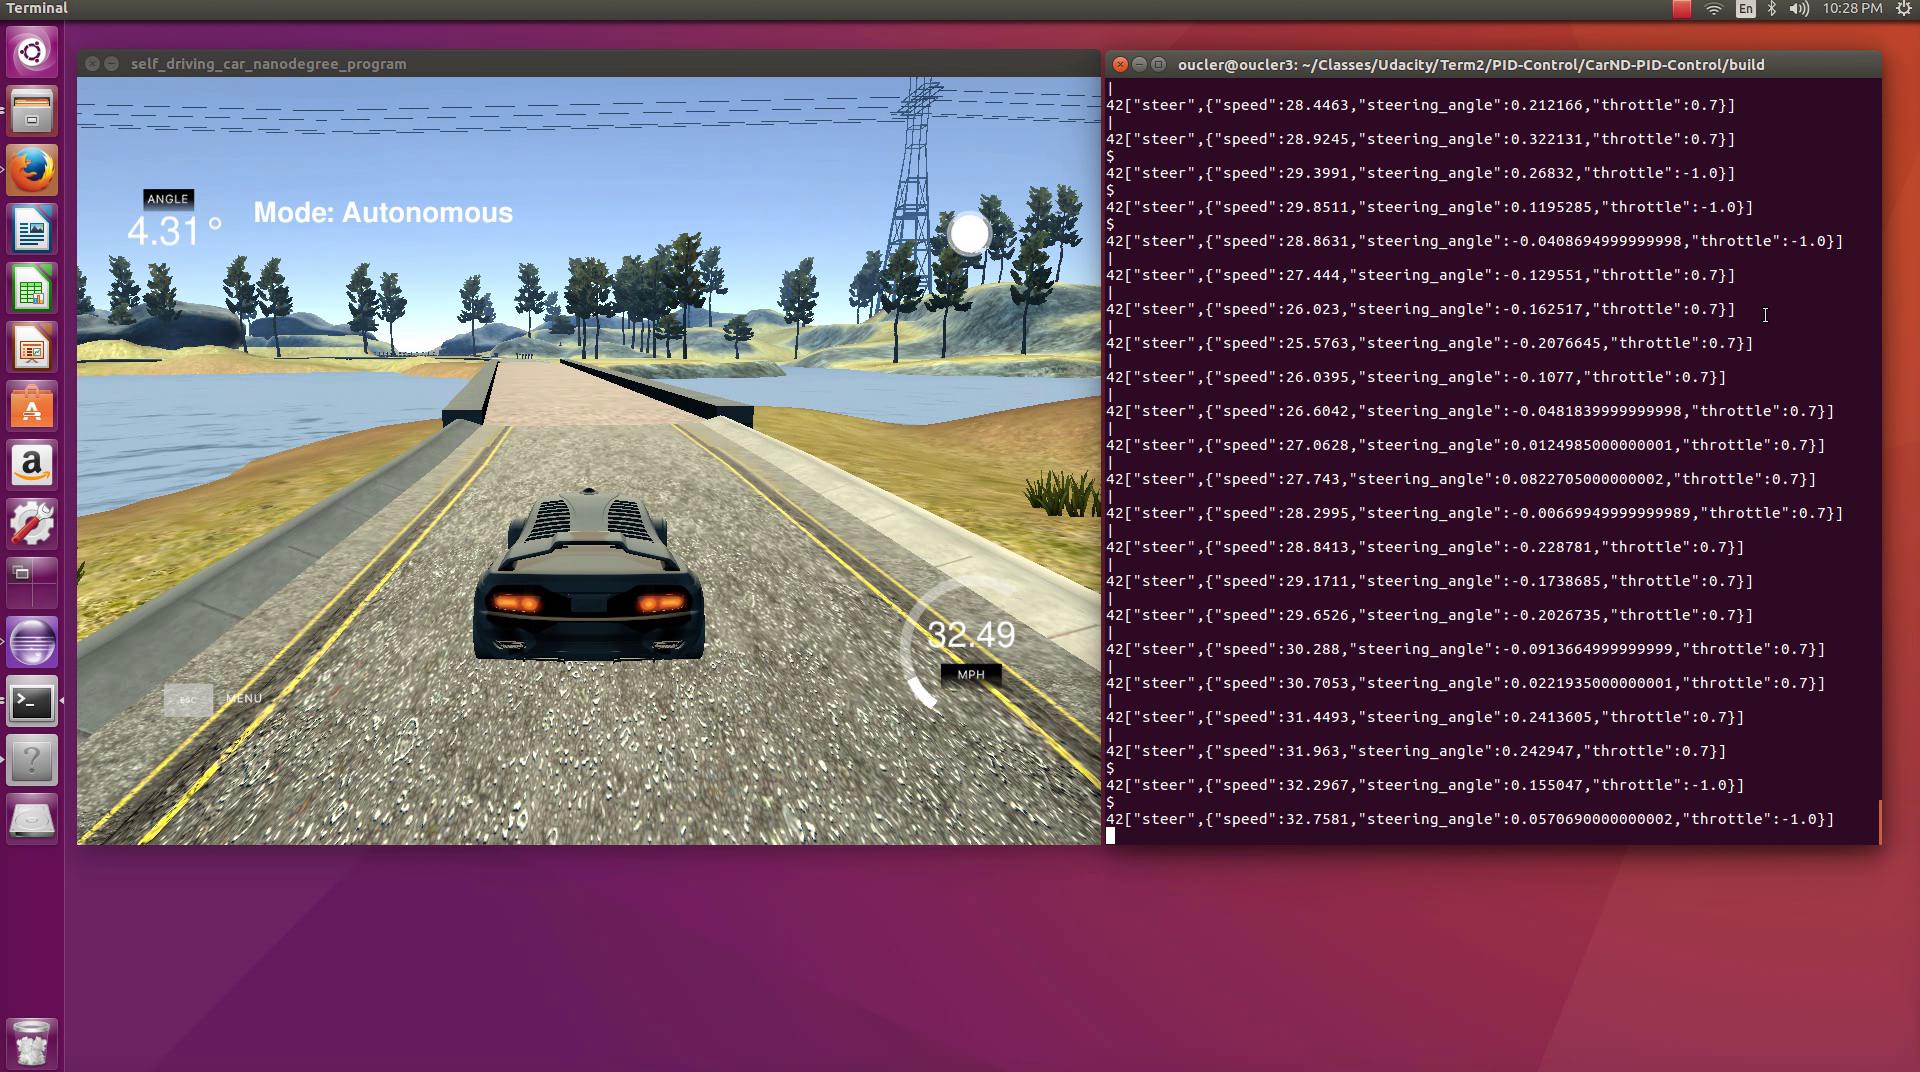 Terminal
En
10:28 PM
self_driving_car_nanodegree_program
ANGLE
4.31°
Mode: Autonomous
32.49
MPH
ESC
MENU
oucler@oucler3: ~/Classes/Udacity/Term2/PID-Control/CarND-PID-Control/build
|
42["steer",{"speed":28.4463,"steering_angle":0.212166,"throttle":0.7}]
|
42["steer",{"speed":28.9245,"steering_angle":0.322131,"throttle":0.7}]
$
42["steer",{"speed":29.3991,"steering_angle":0.26832,"throttle":-1.0}]
$
42["steer",{"speed":29.8511,"steering_angle":0.1195285,"throttle":-1.0}]
$
42["steer",{"speed":28.8631,"steering_angle":-0.0408694999999998,"throttle":-1.0}]
|
42["steer",{"speed":27.444,"steering_angle":-0.129551,"throttle":0.7}]
|
42["steer",{"speed":26.023,"steering_angle":-0.162517,"throttle":0.7}]
|
42["steer",{"speed":25.5763,"steering_angle":-0.2076645,"throttle":0.7}]
|
42["steer",{"speed":26.0395,"steering_angle":-0.1077,"throttle":0.7}]
|
42["steer",{"speed":26.6042,"steering_angle":-0.0481839999999998,"throttle":0.7}]
|
42["steer",{"speed":27.0628,"steering_angle":0.0124985000000001,"throttle":0.7}]
|
42["steer",{"speed":27.743,"steering_angle":0.0822705000000002,"throttle":0.7}]
|
42["steer",{"speed":28.2995,"steering_angle":-0.00669949999999989,"throttle":0.7}]
|
42["steer",{"speed":28.8413,"steering_angle":-0.228781,"throttle":0.7}]
|
42["steer",{"speed":29.1711,"steering_angle":-0.1738685,"throttle":0.7}]
|
42["steer",{"speed":29.6526,"steering_angle":-0.2026735,"throttle":0.7}]
|
42["steer",{"speed":30.288,"steering_angle":-0.0913664999999999,"throttle":0.7}]
|
42["steer",{"speed":30.7053,"steering_angle":0.0221935000000001,"throttle":0.7}]
|
42["steer",{"speed":31.4493,"steering_angle":0.2413605,"throttle":0.7}]
|
42["steer",{"speed":31.963,"steering_angle":0.242947,"throttle":0.7}]
$
42["steer",{"speed":32.2967,"steering_angle":0.155047,"throttle":-1.0}]
$
42["steer",{"speed":32.7581,"steering_angle":0.0570690000000002,"throttle":-1.0}]